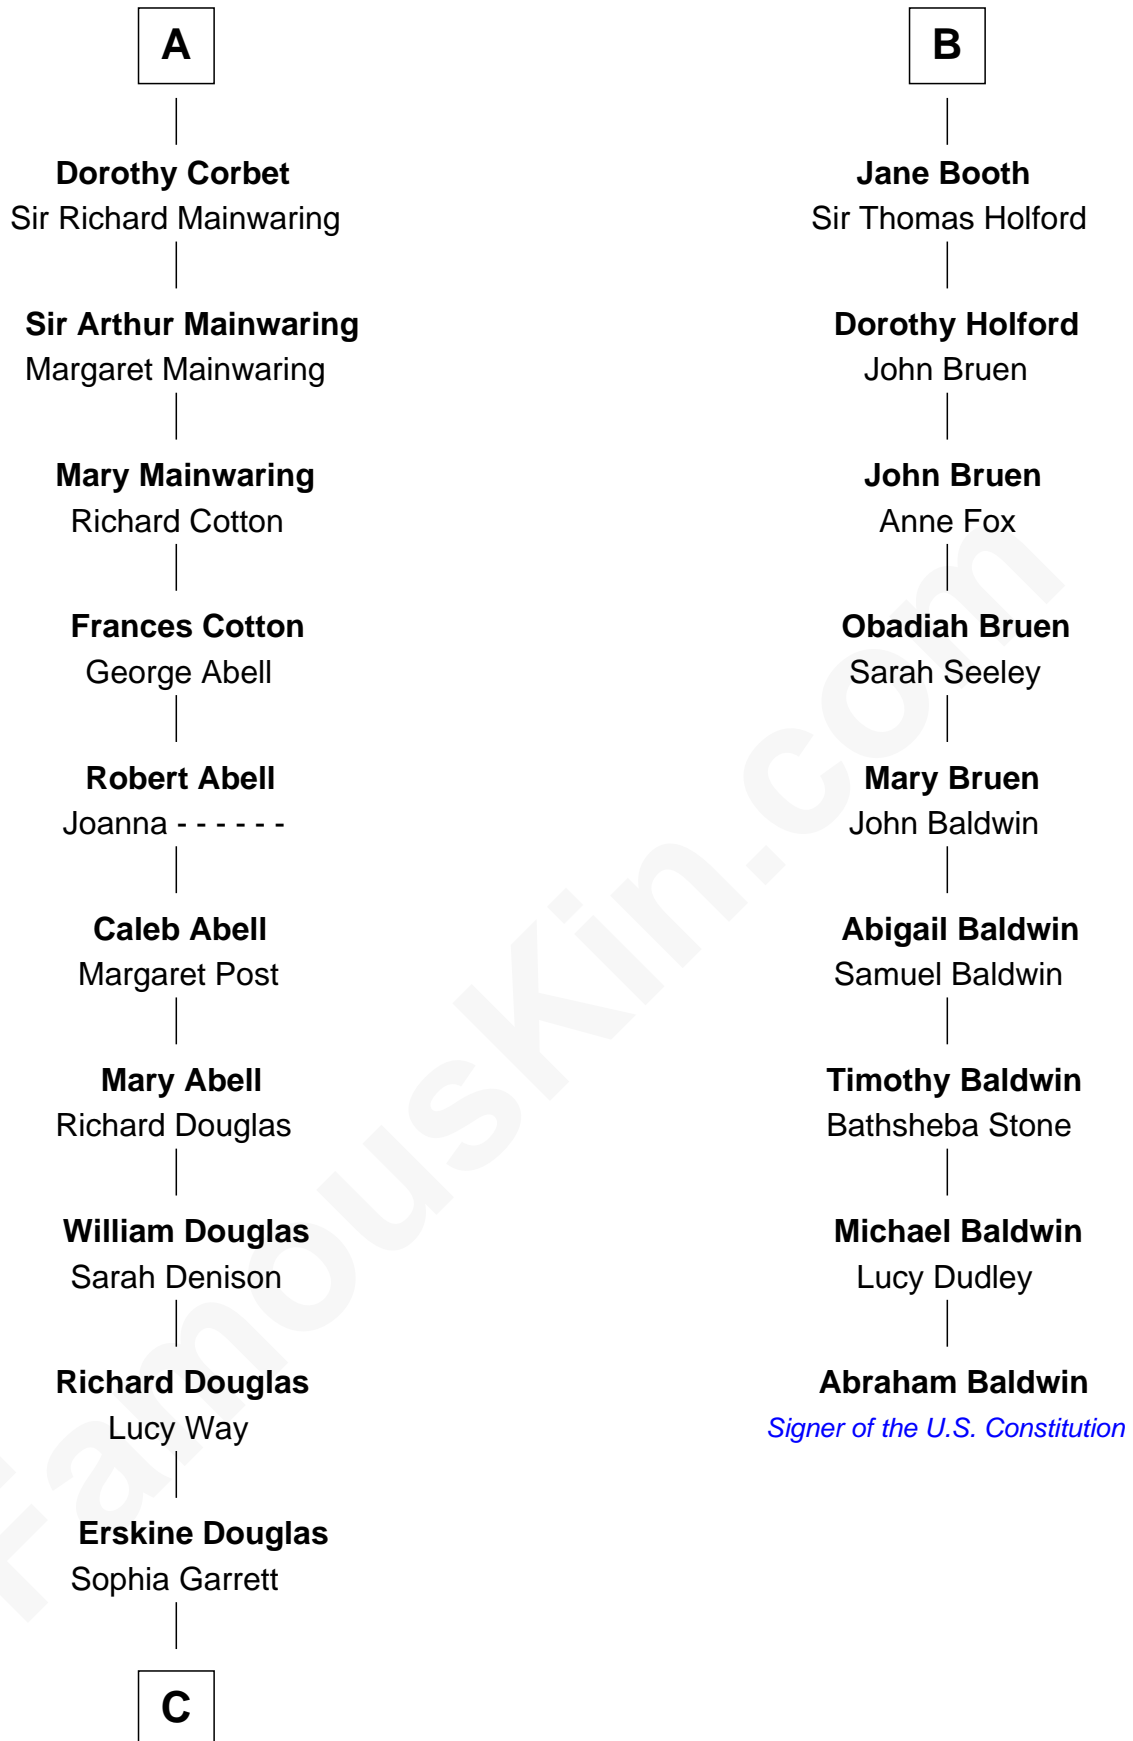 A
Dorothy Corbet
Sir Richard Mainwaring
Sir Arthur Mainwaring
Margaret Mainwaring
Mary Mainwaring
Richard Cotton
Frances Cotton
George Abell
Robert Abell
Joanna - - - - - -
Caleb Abell
Margaret Post
Mary Abell
Richard Douglas
William Douglas
Sarah Denison
Richard Douglas
Lucy Way
Erskine Douglas
Sophia Garrett
C
B
Jane Booth
Sir Thomas Holford
Dorothy Holford
John Bruen
John Bruen
Anne Fox
Obadiah Bruen
Sarah Seeley
Mary Bruen
John Baldwin
Abigail Baldwin
Samuel Baldwin
Timothy Baldwin
Bathsheba Stone
Michael Baldwin
Lucy Dudley
Abraham Baldwin
Signer of the U.S. Constitution
FamousKin.com